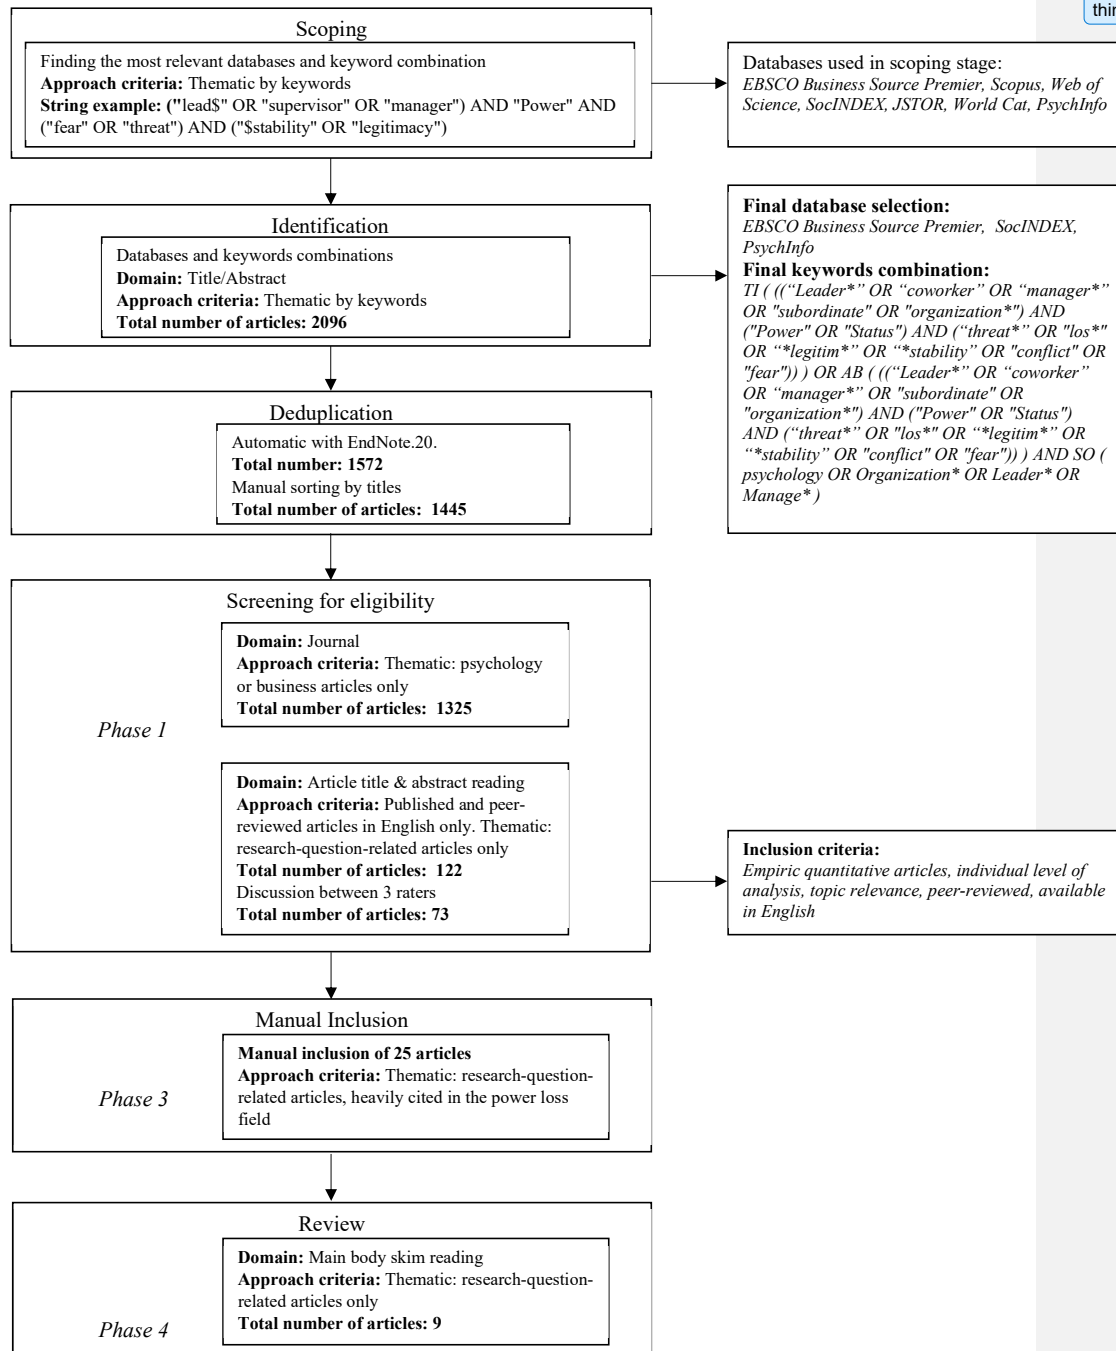 thin
Scoping
Finding the most relevant databases and keyword combination
Approach criteria: Thematic by keywords
String example: ("lead$" OR "supervisor" OR "manager") AND "Power" AND
("fear" OR "threat") AND ("$stability" OR "legitimacy")
Databases used in scoping stage:
EBSCO Business Source Premier, Scopus, Web of
Science, SocINDEX, JSTOR, World Cat, PsychInfo
Identification
Databases and keywords combinations
Domain: Title/Abstract
Approach criteria: Thematic by keywords
Total number of articles: 2096
Final database selection:
EBSCO Business Source Premier, SocINDEX,
PsychInfo
Final keywords combination:
TI ( ((“Leader*” OR “coworker” OR “manager*”
OR "subordinate" OR "organization*") AND
("Power" OR "Status") AND (“threat*” OR "los*"
OR “*legitim*” OR “*stability” OR "conflict" OR
"fear")) ) OR AB ( ((“Leader*” OR “coworker”
OR “manager*” OR "subordinate" OR
"organization*") AND ("Power" OR "Status")
AND (“threat*” OR "los*" OR “*legitim*” OR
“*stability” OR "conflict" OR "fear")) ) AND SO (
psychology OR Organization* OR Leader* OR
Manage* )
Deduplication
Automatic with EndNote.20.
Total number: 1572
Manual sorting by titles
Total number of articles: 1445
Screening for eligibility
Phase 1
Domain: Journal
Approach criteria: Thematic: psychology
or business articles only
Total number of articles: 1325
Domain: Article title & abstract reading
Approach criteria: Published and peer-
reviewed articles in English only. Thematic:
research-question-related articles only
Total number of articles: 122
Discussion between 3 raters
Total number of articles: 73
Inclusion criteria:
Empiric quantitative articles, individual level of
analysis, topic relevance, peer-reviewed, available
in English
Manual Inclusion
Phase 3
Manual inclusion of 25 articles
Approach criteria: Thematic: research-question-
related articles, heavily cited in the power loss
field
Review
Phase 4
Domain: Main body skim reading
Approach criteria: Thematic: research-question-
related articles only
Total number of articles: 9